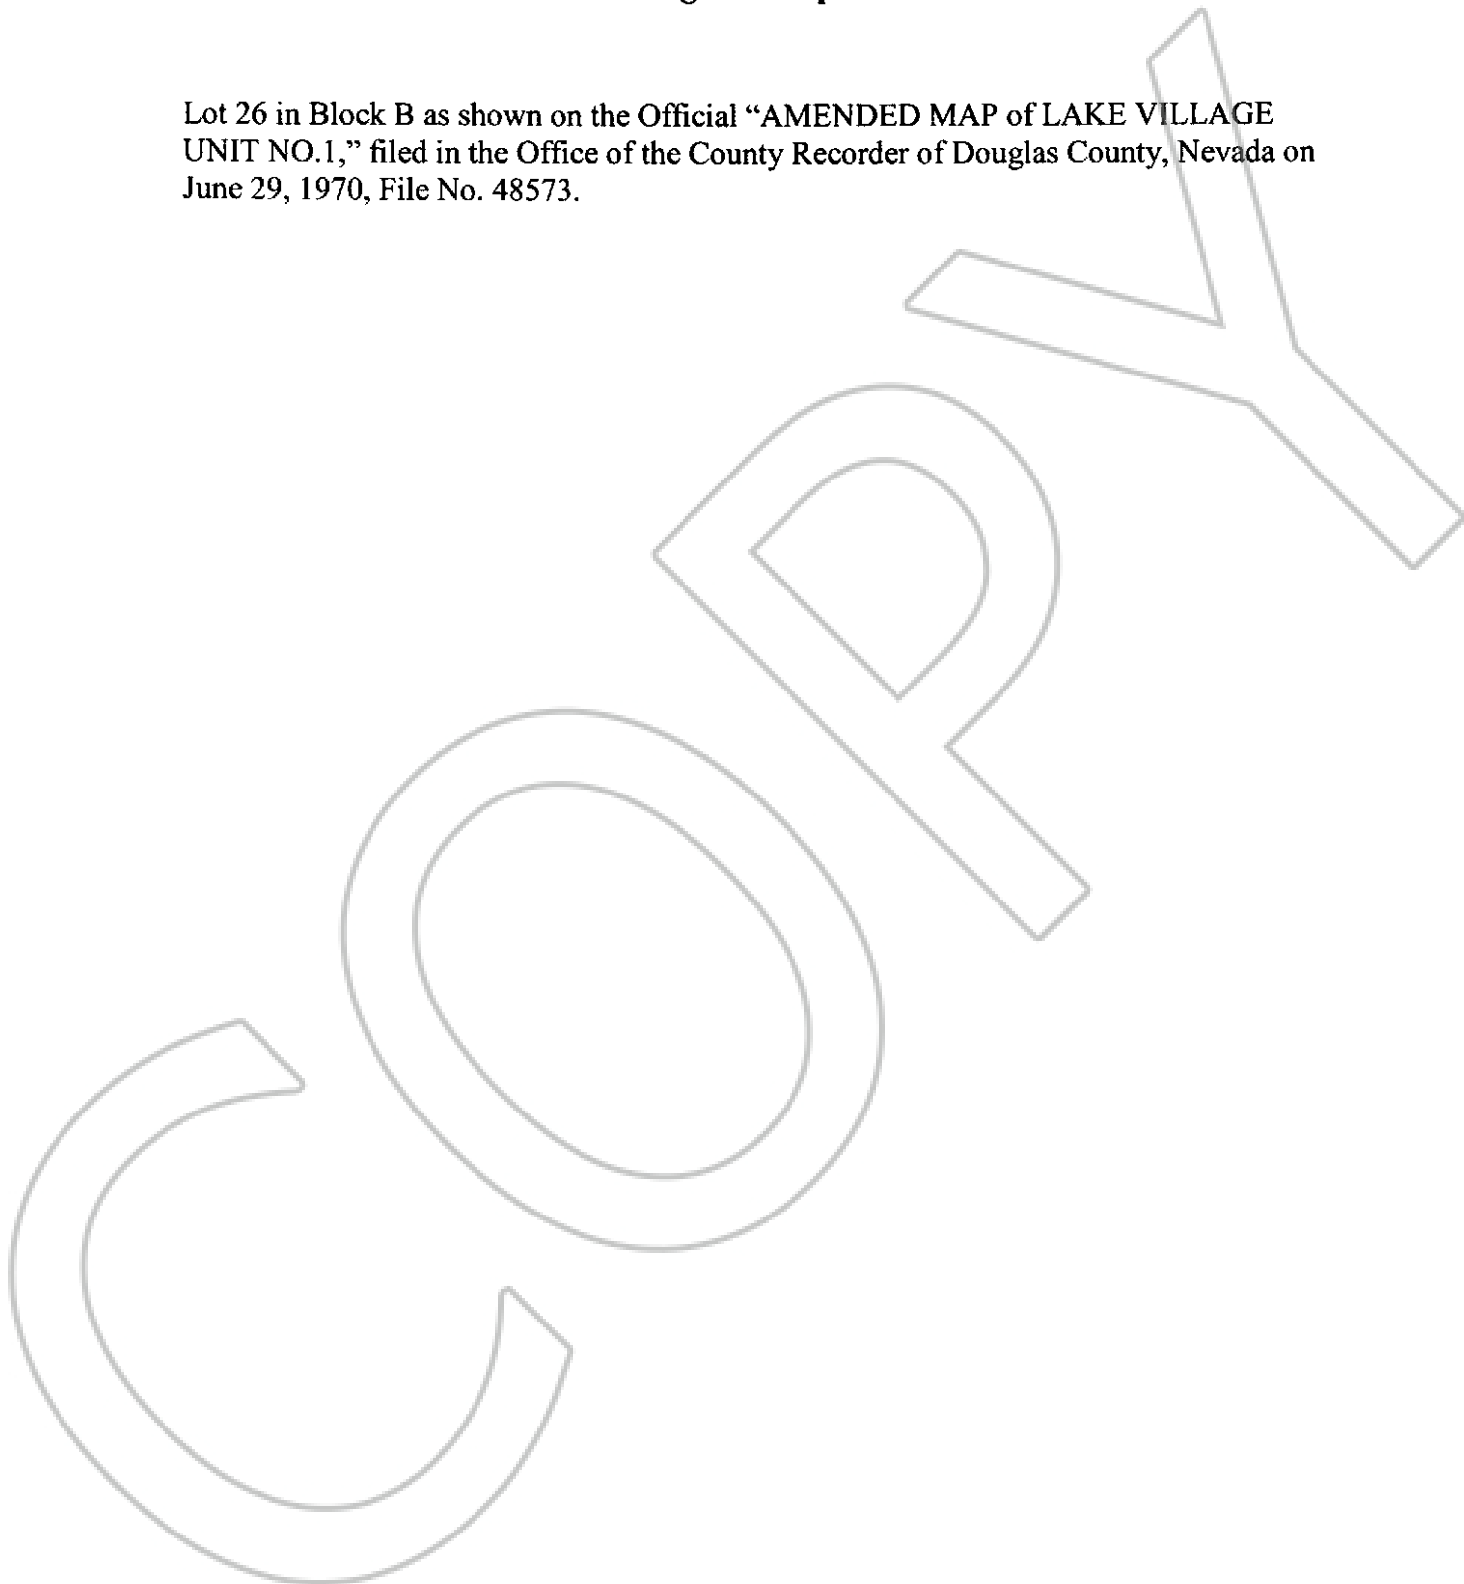 Lot 26 in Block B as shown on the Official “AMENDED MAP of LAKE VILLAGE
UNIT NO.1,” filed in the Office of the County Recorder of Douglas County, Nevada on
June 29, 1970, File No. 48573.
COPY